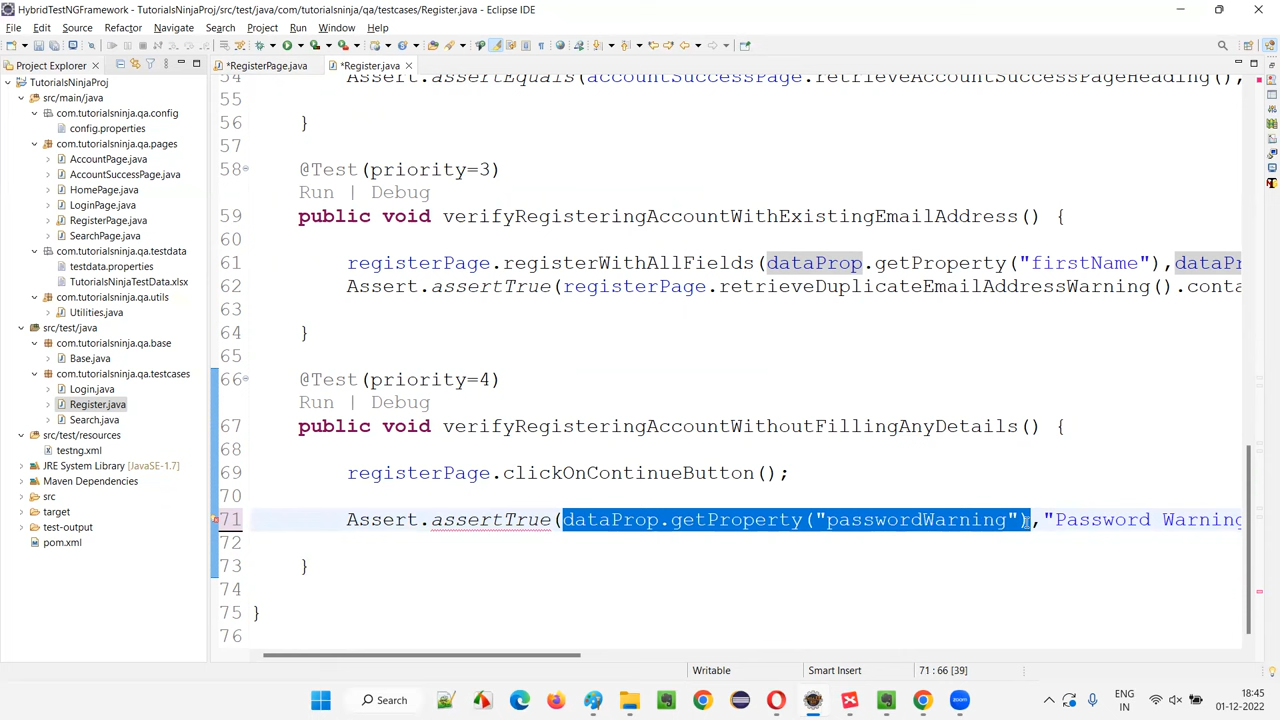 HybridTestNGFramework - TutorialsNinjaProj/src/test/java/com/tutorialsninja/qa/testcases/Register.java - Eclipse IDE
File Edit Source Refactor Navigate Search Project Run Window Help
Project Explorer
*RegisterPage.java
*Register.java
TutorialsNinjaProj
src/main/java
com.tutorialsninja.qa.config
config.properties
com.tutorialsninja.qa.pages
AccountPage.java
AccountSuccessPage.java
HomePage.java
LoginPage.java
RegisterPage.java
SearchPage.java
com.tutorialsninja.qa.testdata
testdata.properties
TutorialsNinjaTestData.xlsx
com.tutorialsninja.qa.utils
Utilities.java
src/test/java
com.tutorialsninja.qa.base
Base.java
com.tutorialsninja.qa.testcases
Login.java
Register.java
Search.java
src/test/resources
testng.xml
JRE System Library [JavaSE-1.7]
Maven Dependencies
src
target
test-output
pom.xml
54 Assert.assertEquals(accountSuccessPage.retrieveAccountSuccessPageHeading(),
55
56 }
57
58 @Test(priority=3)
Run | Debug
59 public void verifyRegisteringAccountWithExistingEmailAddress() {
60
61 registerPage.registerWithAllFields(dataProp.getProperty("firstName"),dataPr
62 Assert.assertTrue(registerPage.retrieveDuplicateEmailAddressWarning().conta
63
64 }
65
66 @Test(priority=4)
Run | Debug
67 public void verifyRegisteringAccountWithoutFillingAnyDetails() {
68
69 registerPage.clickOnContinueButton();
70
71 Assert.assertTrue(dataProp.getProperty("passwordWarning"),"Password Warning
72
73 }
74
75 }
76
Writable
Smart Insert
71 : 66 [39]
Search
ENG
IN
18:45
01-12-2022